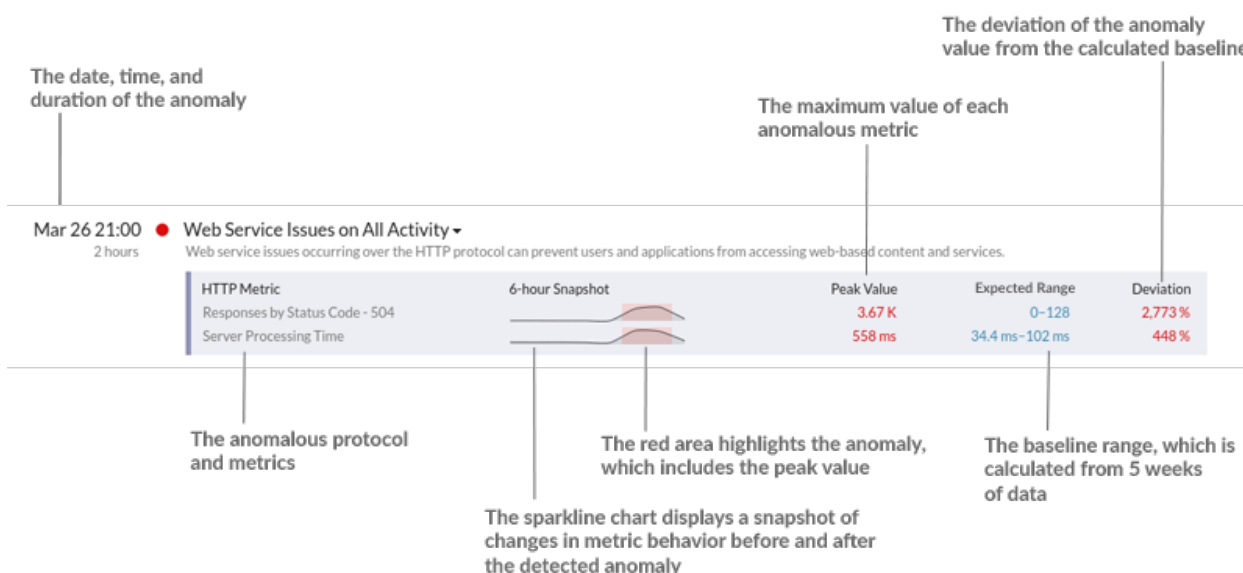 The deviation of the anomaly
value from the calculated baseline
The date, time, and
duration of the anomaly
The maximum value of each
anomalous metric
Mar 26 21:00 Web Service Issues on All Activity
2 hours Web service issues occurring over the HTTP protocol can prevent users and applications from accessing web-based content and services.
HTTP Metric 6-hour Snapshot Peak Value Expected Range Deviation
Responses by Status Code - 504 3.67 K 0–128 2,773 %
Server Processing Time 558 ms 34.4 ms–102 ms 448 %
The anomalous protocol
and metrics
The red area highlights the anomaly,
which includes the peak value
The baseline range, which is
calculated from 5 weeks
of data
The sparkline chart displays a snapshot of
changes in metric behavior before and after
the detected anomaly